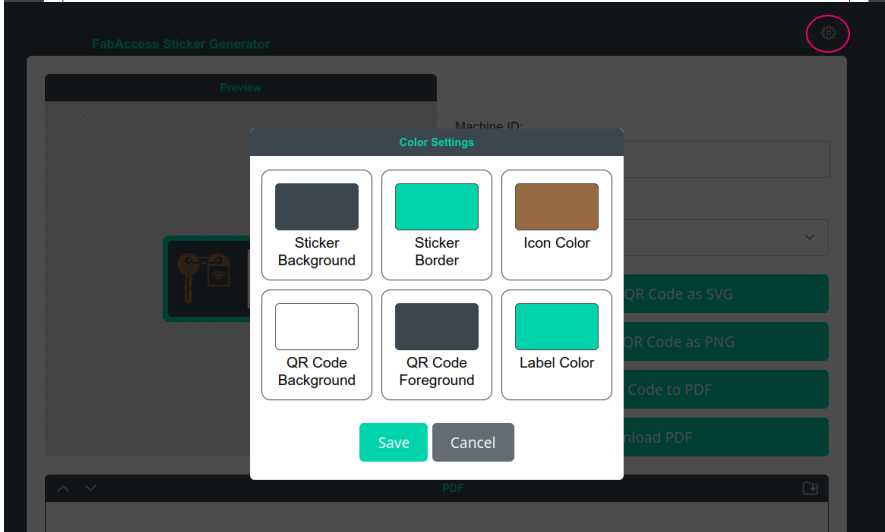 FabAccess Sticker Generator
Preview
Machine ID:
Color Settings
Sticker
Background
Sticker
Border
Icon Color
QR Code
Background
QR Code
Foreground
Label Color
QR Code as SVG
QR Code as PNG
Code to PDF
Save
Cancel
PDF
PDF